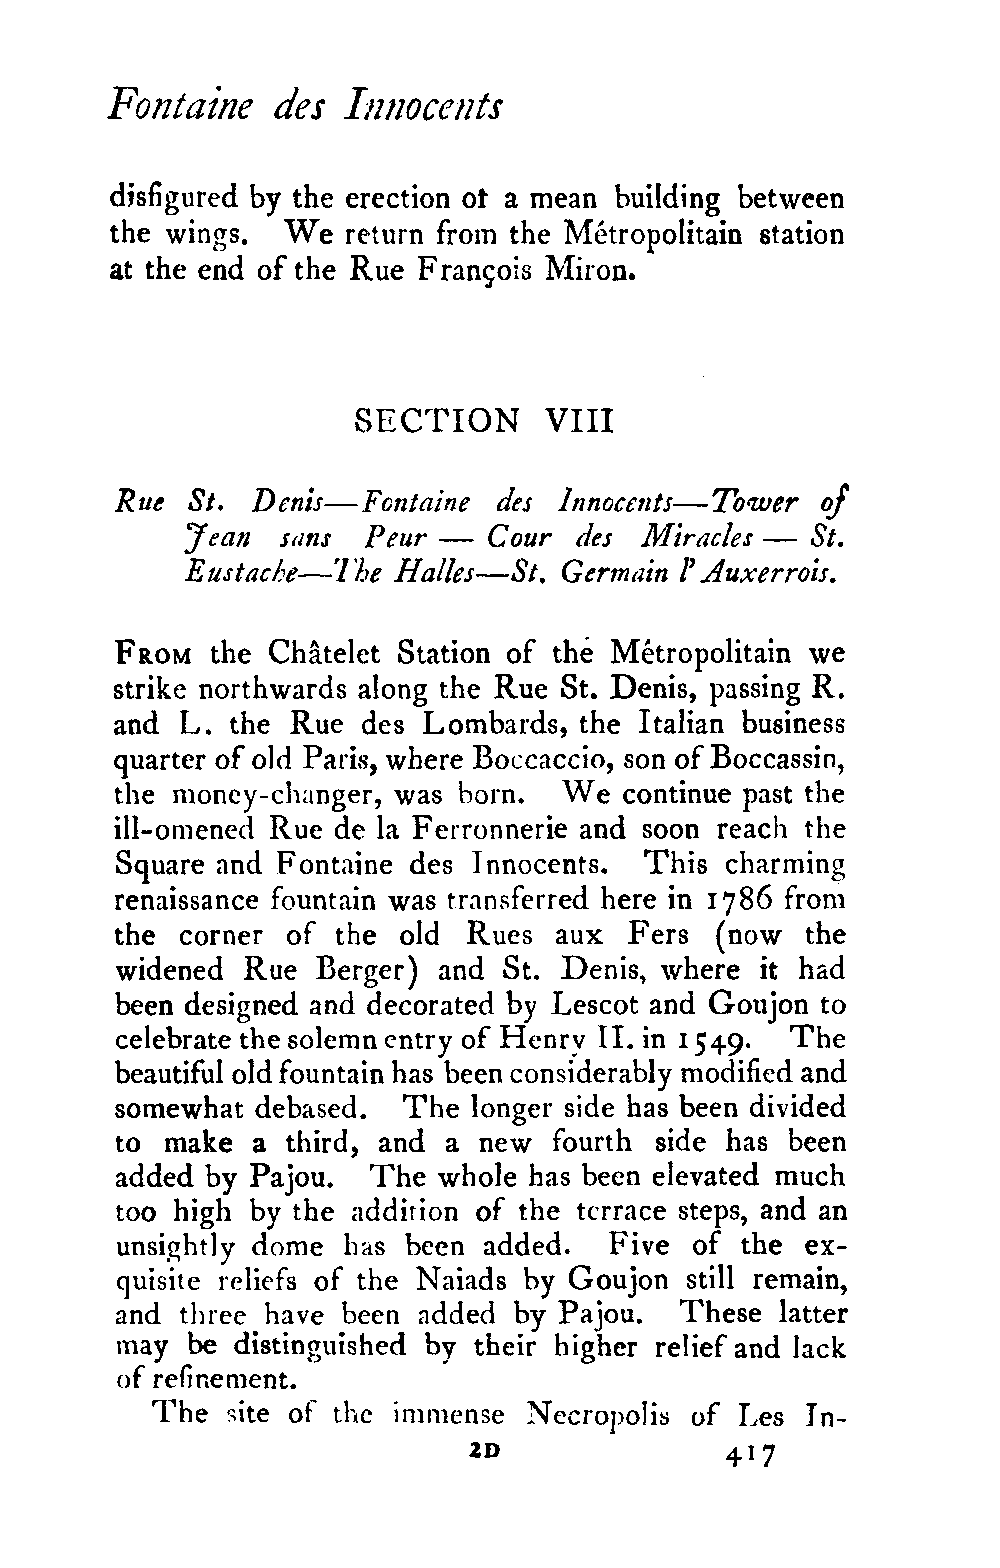 Fontaine des Innocents
disfigured by the erection of a mean building between
the wings. We return from the Métropolitain station
at the end of the Rue François Miron.
SECTION VIII
Rue St. Denis—Fontaine des Innocents—Tower of
Jean sans Peur — Cour des Miracles — St.
Eustache—The Halles—St. Germain l'Auxerrois.
FROM the Châtelet Station of the Métropolitain we
strike northwards along the Rue St. Denis, passing R.
and L. the Rue des Lombards, the Italian business
quarter of old Paris, where Boccaccio, son of Boccassin,
the money-changer, was born. We continue past the
ill-omened Rue de la Ferronnerie and soon reach the
Square and Fontaine des Innocents. This charming
renaissance fountain was transferred here in 1786 from
the corner of the old Rues aux Fers (now the
widened Rue Berger) and St. Denis, where it had
been designed and decorated by Lescot and Goujon to
celebrate the solemn entry of Henry II. in 1549. The
beautiful old fountain has been considerably modified and
somewhat debased. The longer side has been divided
to make a third, and a new fourth side has been
added by Pajou. The whole has been elevated much
too high by the addition of the terrace steps, and an
unsightly dome has been added. Five of the ex-
quisite reliefs of the Naiads by Goujon still remain,
and three have been added by Pajou. These latter
may be distinguished by their higher relief and lack
of refinement.
The site of the immense Necropolis of Les In-
2D 417